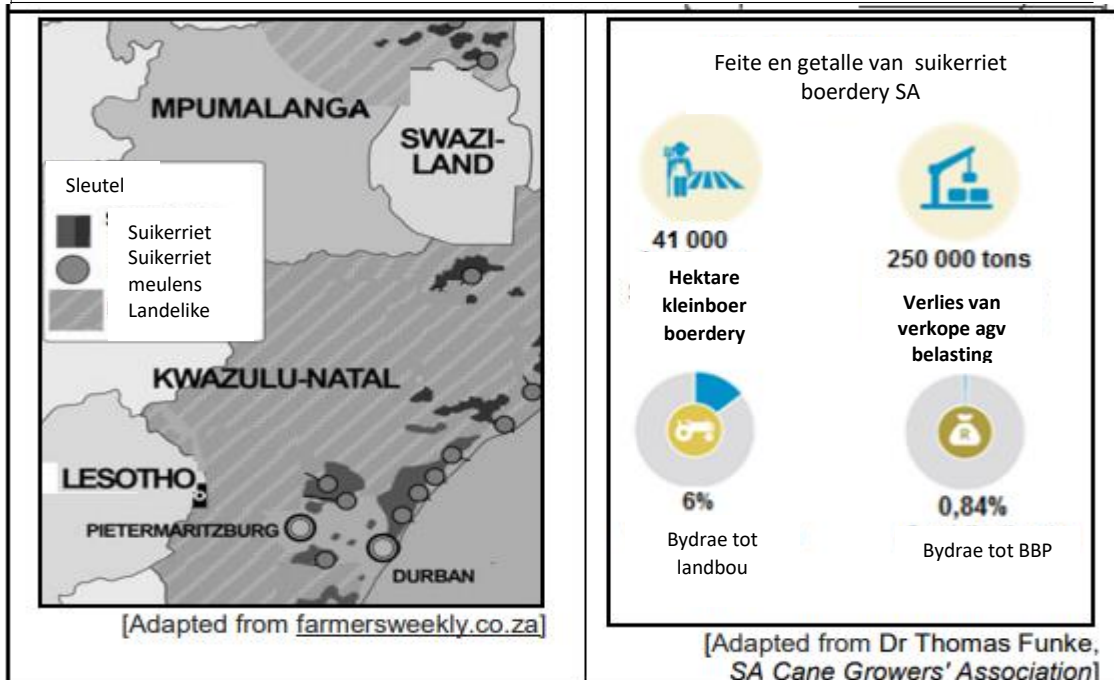 MPUMALANGA
SWAZI-
LAND
Sleutel
Suikerriet
Suikerriet
meulens
Landelike
KWAZULU-NATAL
LESOTHO
PIETERMARITZBURG
DURBAN
[Adapted from farmersweekly.co.za]
Feite en getalle van suikerriet
boerdery SA
41 000
Hektare
kleinboer
boerdery
250 000 tons
Verlies van
verkope agv
belasting
6%
Bydrae tot
landbou
R
0,84%
Bydrae tot BBP
[Adapted from Dr Thomas Funke,
SA Cane Growers' Association]